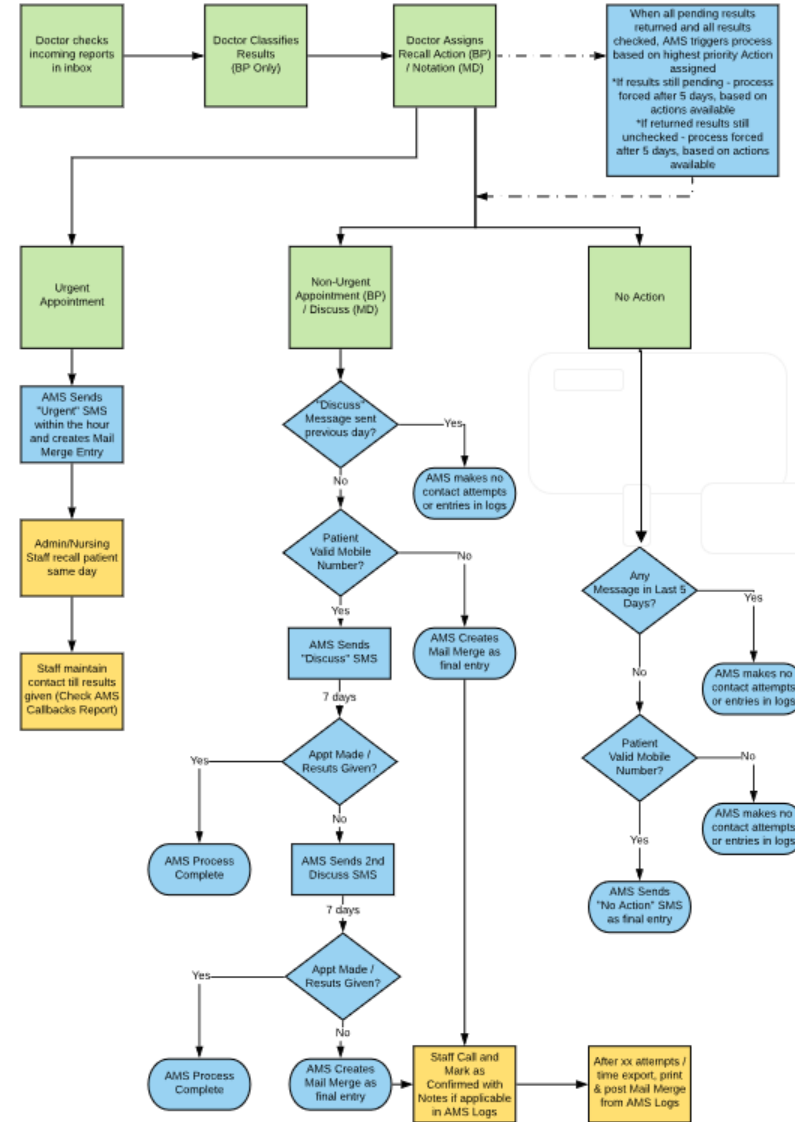 Doctor checks
incoming reports
in inbox
Doctor Classifies
Results
(BP Only)
Doctor Assigns
Recall Action (BP)
/ Notation (MD)
When all pending results
returned and all results
checked, AMS triggers process
based on highest priority Action
assigned
*If results still pending - process
forced after 5 days, based on
actions available
*If returned results still
unchecked - process forced
after 5 days, based on actions
available
Urgent
Appointment
Non-Urgent
Appointment (BP)
/ Discuss (MD)
No Action
AMS Sends
"Urgent" SMS
within the hour
and creates Mail
Merge Entry
"Discuss"
Message sent
previous day?
Yes
AMS makes no
contact attempts
or entries in logs
No
Admin/Nursing
Staff recall patient
same day
Patient
Valid Mobile
Number?
No
Any
Message in Last 5
Days?
Yes
Yes
AMS Sends
"Discuss" SMS
AMS Creates
Mail Merge as
final entry
Staff maintain
contact till results
given (Check AMS
Callbacks Report)
No
AMS makes no
contact attempts
or entries in logs
7 days
Appt Made /
Resuts Given?
Yes
Patient
Valid Mobile
Number?
No
No
AMS makes no
contact attempts
or entries in logs
Yes
AMS Process
Complete
AMS Sends 2nd
Discuss SMS
AMS Sends
"No Action" SMS
as final entry
7 days
Appt Made /
Resuts Given?
Yes
No
AMS Process
Complete
AMS Creates
Mail Merge as
final entry
Staff Call and
Mark as
Confirmed with
Notes if applicable
in AMS Logs
After xx attempts /
time export, print
& post Mail Merge
from AMS Logs